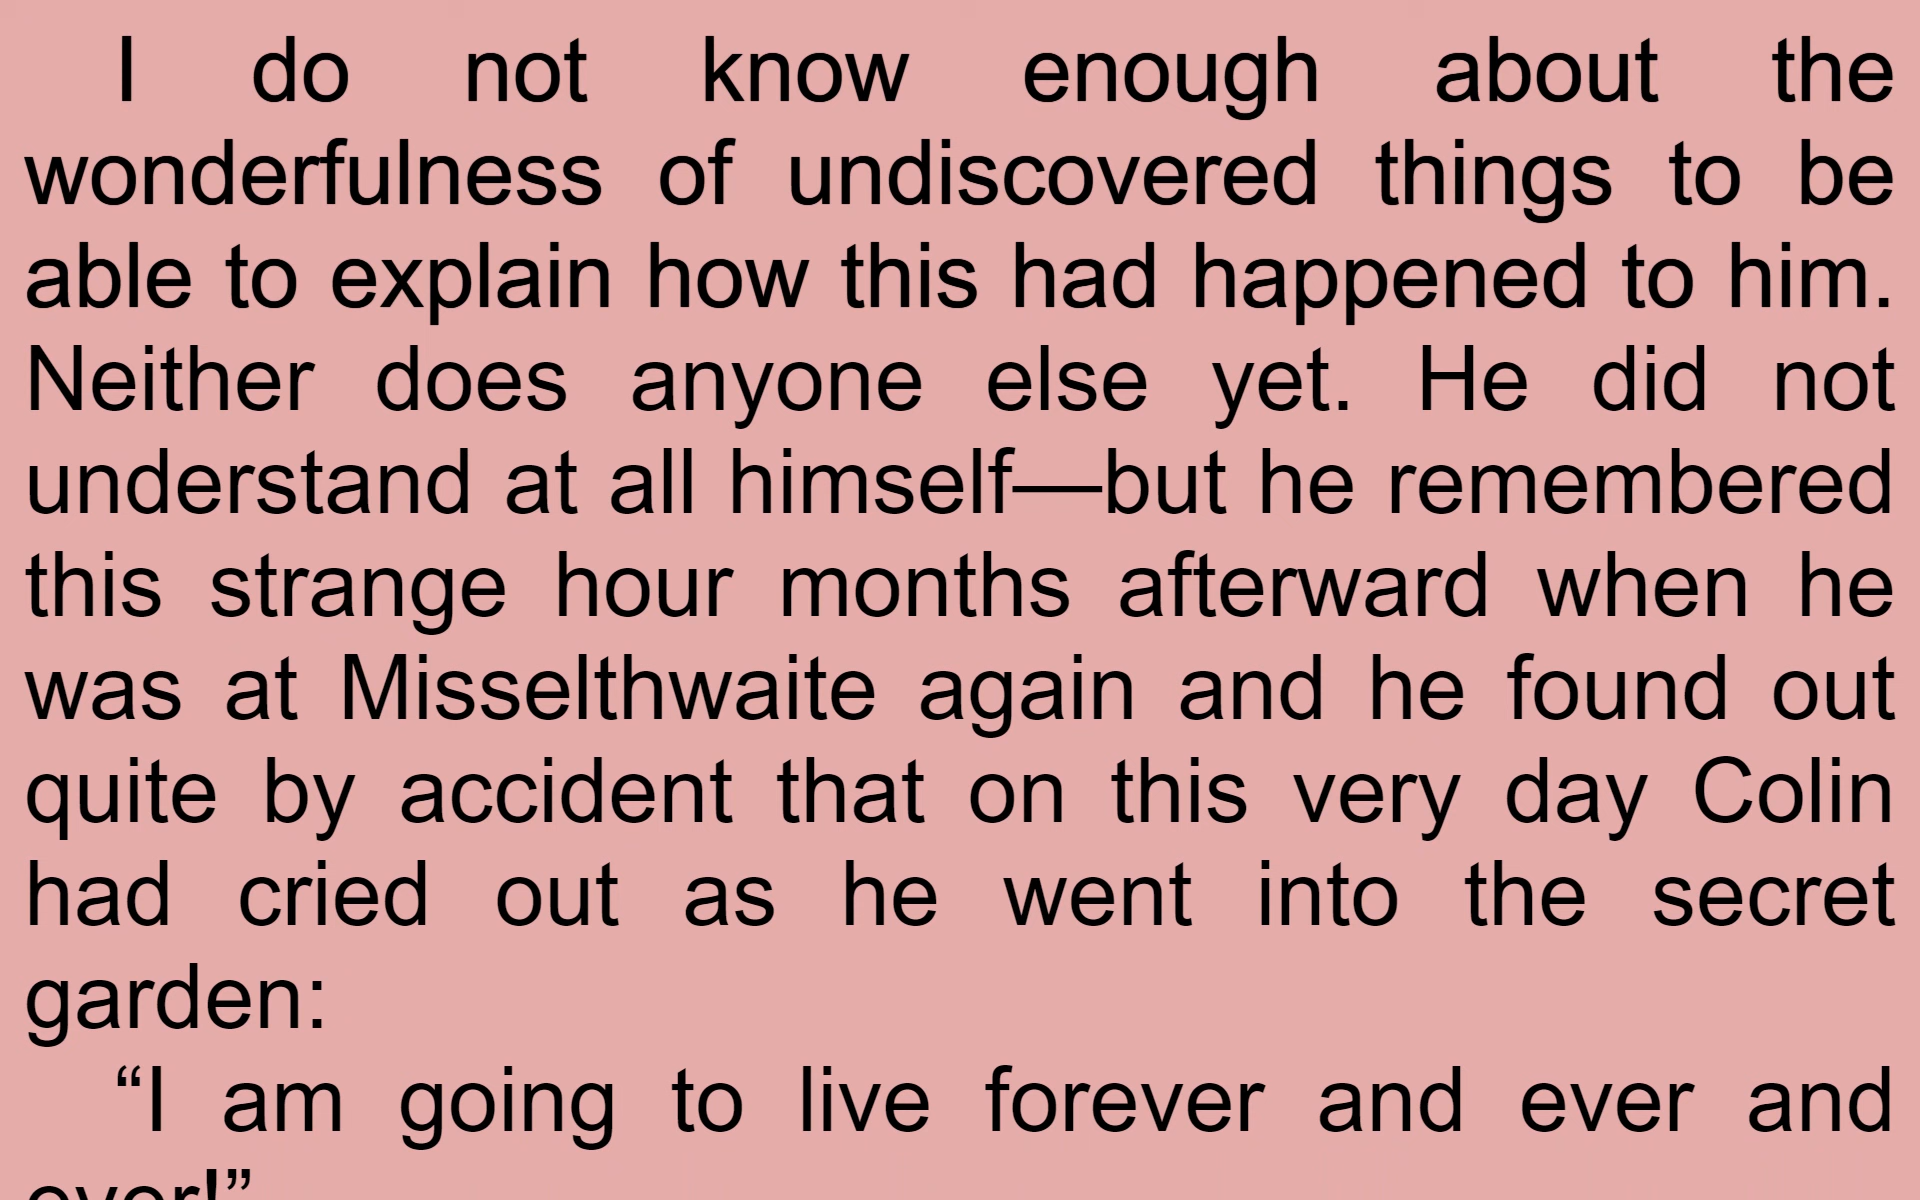 I do not know enough about the
wonderfulness of undiscovered things to be
able to explain how this had happened to him.
Neither does anyone else yet. He did not
understand at all himself—but he remembered
this strange hour months afterward when he
was at Misselthwaite again and he found out
quite by accident that on this very day Colin
had cried out as he went into the secret
garden:
“I am going to live forever and ever and
ever!”